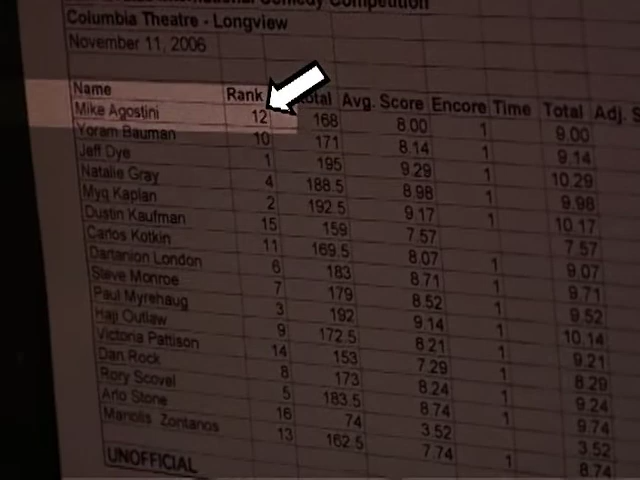 International Comedy Competition
Columbia Theatre - Longview
November 11, 2006
Name Rank Total Avg. Score Encore Time Total Adj.
Mike Agostini 12 168 8.00 1 9.00
Yoram Bauman 10 171 8.14 1 9.14
Jeff Dye 1 195 9.29 1 10.29
Natalie Gray 4 188.5 8.98 1 9.98
Myq Kaplan 2 192.5 9.17 1 10.17
Dustin Kaufman 15 159 7.57 7.57
Carlos Kotkin 11 169.5 8.07 1 9.07
Dartanion London 6 183 8.71 1 9.71
Steve Monroe 7 179 8.52 1 9.52
Paul Myrehaug 3 192 9.14 1 10.14
Haji Outlaw 9 172.5 8.21 1 9.21
Victoria Pattison 14 153 7.29 1 8.29
Dan Rock 8 173 8.24 1 9.24
Rory Scovel 5 183.5 8.74 1 9.74
Arlo Stone 16 74 3.52 3.52
Manolis Zontanos 13 162.5 7.74 1 8.74
UNOFFICIAL